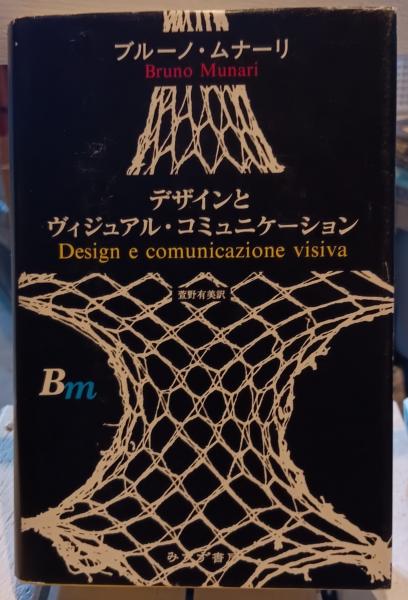 ブルーノ・ムナーリ
Bruno Munari
デザインと
ヴィジュアル・コミュニケーション
Design e comunicazione visiva
萱野有美訳
Bm
みすず書房